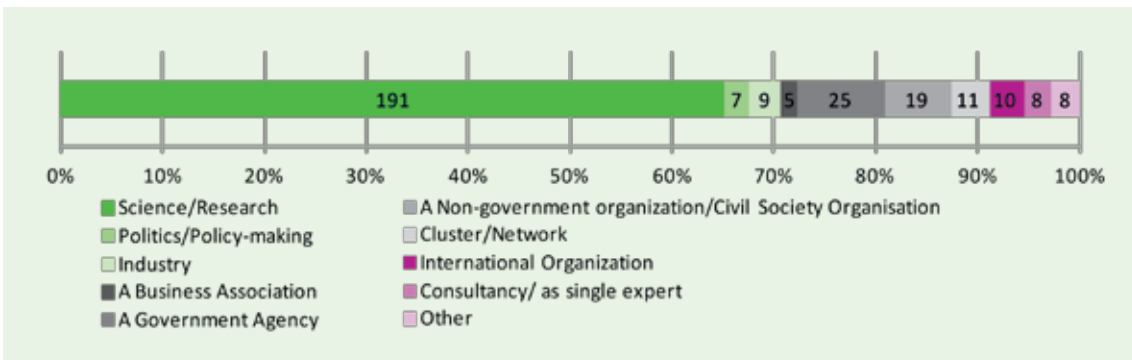 191 7 9 5 25 19 11 10 8 8
0% 10% 20% 30% 40% 50% 60% 70% 80% 90% 100%
Science/Research
Politics/Policy-making
Industry
A Business Association
A Government Agency
A Non-government organization/Civil Society Organisation
Cluster/Network
International Organization
Consultancy/ as single expert
Other